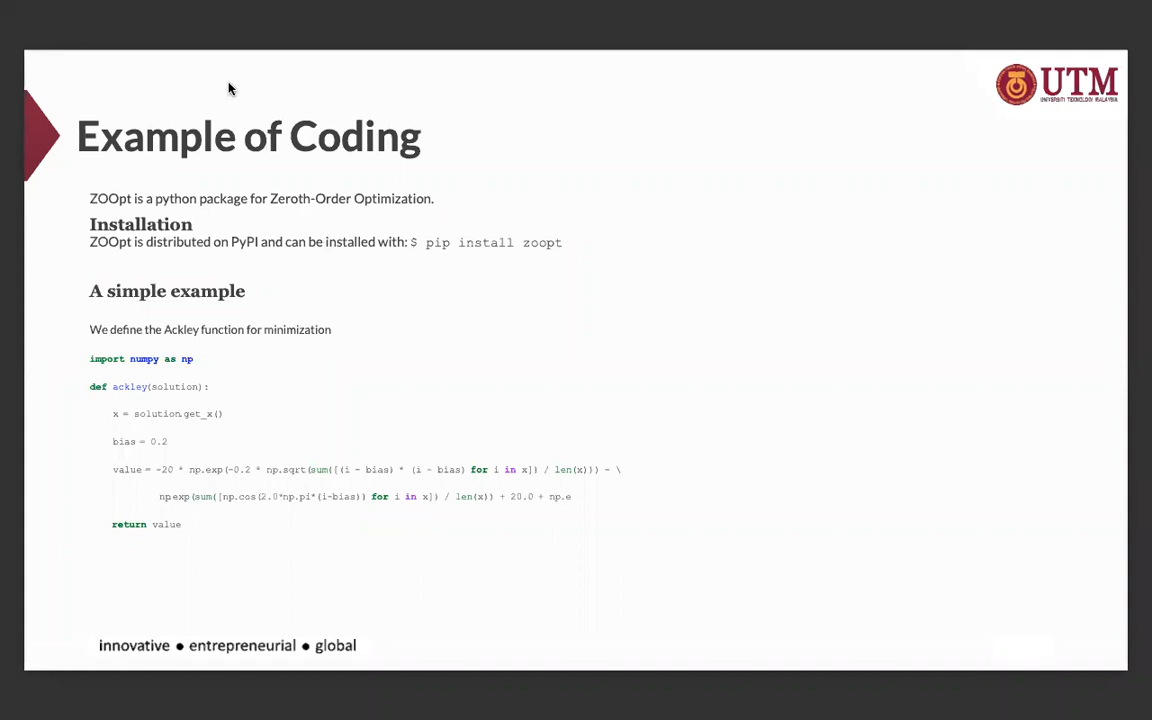 UTM
UNIVERSITI TEKNOLOGI MALAYSIA
Example of Coding
ZOOpt is a python package for Zeroth-Order Optimization.
Installation
ZOOpt is distributed on PyPI and can be installed with: $ pip install zoopt
A simple example
We define the Ackley function for minimization
import numpy as np
def ackley(solution):
x = solution.get_x()
bias = 0.2
value = -20 * np.exp(-0.2 * np.sqrt(sum([(i - bias) * (i - bias) for i in x]) / len(x))) - \
np.exp(sum([np.cos(2.0*np.pi*(i-bias)) for i in x]) / len(x)) + 20.0 + np.e
return value
innovative ● entrepreneurial ● global